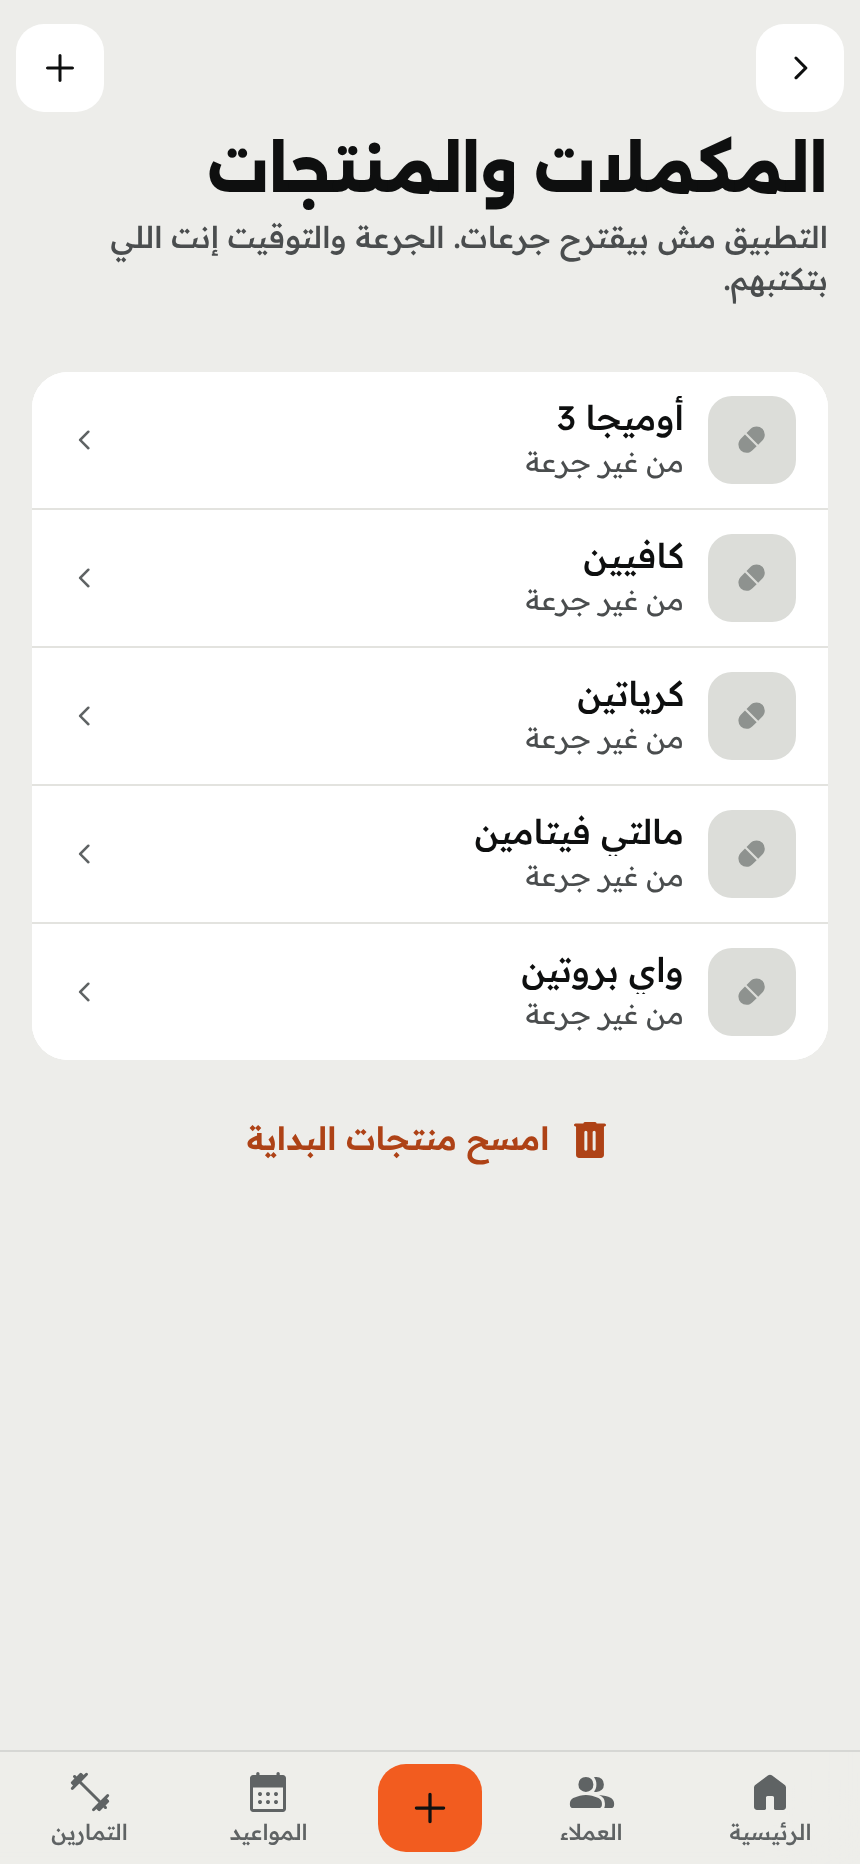 المكملات والمنتجات
التطبيق مش بيقترح جرعات. الجرعة والتوقيت إنت اللي
بتكتبهم.
أوميجا 3
من غير جرعة
كافيين
من غير جرعة
كرياتين
من غير جرعة
مالتي فيتامين
من غير جرعة
واي بروتين
من غير جرعة
امسح منتجات البداية
الرئيسية
العملاء
المواعيد
التمارين